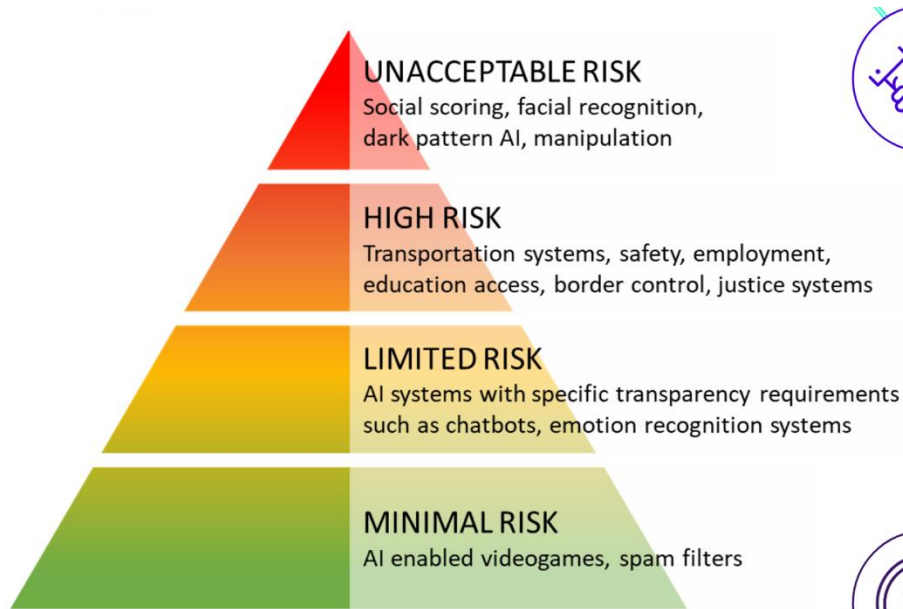 UNACCEPTABLE RISK
Social scoring, facial recognition,
dark pattern AI, manipulation
HIGH RISK
Transportation systems, safety, employment,
education access, border control, justice systems
LIMITED RISK
AI systems with specific transparency requirements
such as chatbots, emotion recognition systems
MINIMAL RISK
AI enabled videogames, spam filters